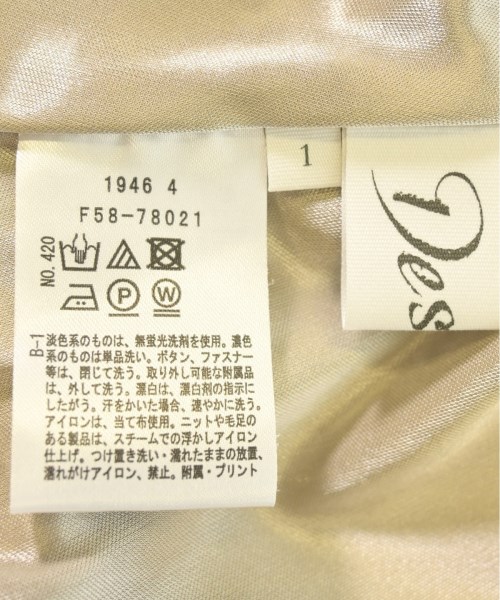 1946 4
F58-78021
NO.420
P
W
B-1
淡色系のものは、無蛍光洗剤を使用。濃色
系のものは単品洗い。ボタン、ファスナー
等は、閉じて洗う。取り外し可能な附属品
は、外して洗う。漂白は、漂白剤の指示に
したがう。汗をかいた場合、速やかに洗う。
アイロンは、当て布使用。ニットや毛足の
ある製品は、スチームでの浮かしアイロン
仕上げ。つけ置き洗い・濡れたままの放置、
濡れがけアイロン、禁止。附属・プリント
1
Des